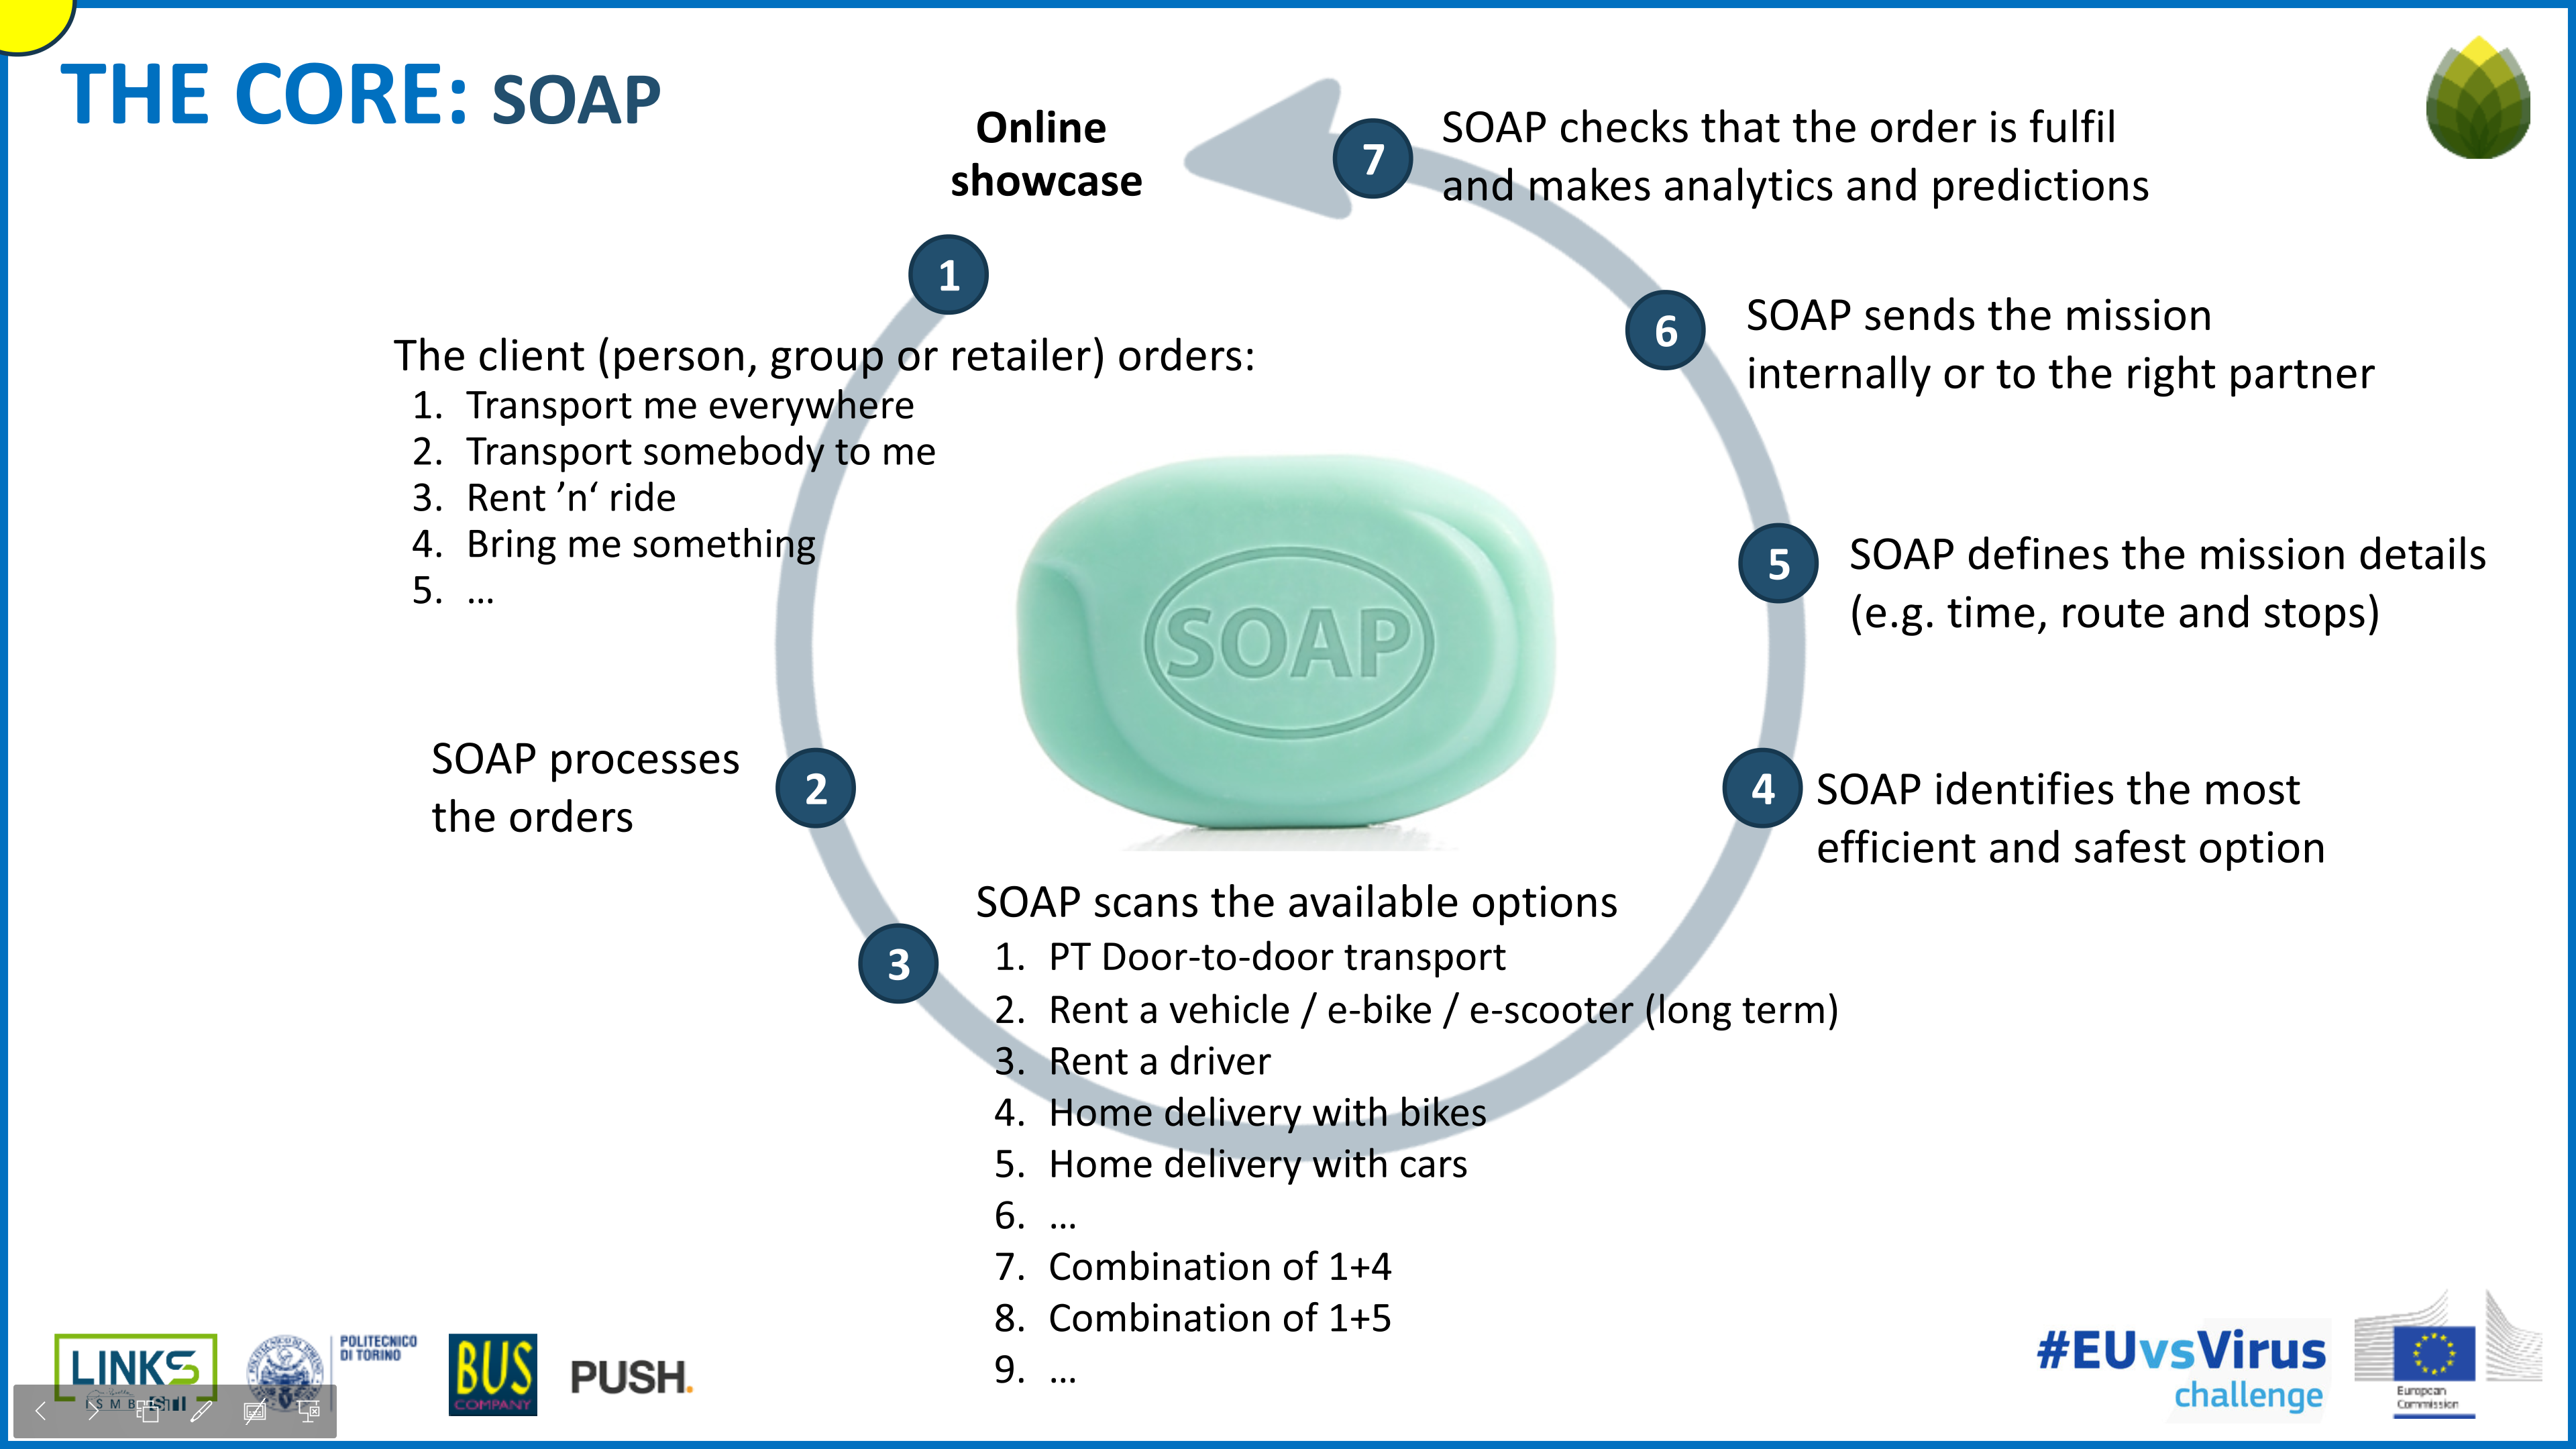 THE CORE: SOAP
Online
showcase
1
The client (person, group or retailer) orders:
1. Transport me everywhere
2. Transport somebody to me
3. Rent ’n‘ ride
4. Bring me something
5. ...
2
SOAP processes
the orders
3
SOAP scans the available options
1. PT Door-to-door transport
2. Rent a vehicle / e-bike / e-scooter (long term)
3. Rent a driver
4. Home delivery with bikes
5. Home delivery with cars
6. ...
7. Combination of 1+4
8. Combination of 1+5
9. ...
4
SOAP identifies the most
efficient and safest option
5
SOAP defines the mission details
(e.g. time, route and stops)
6
SOAP sends the mission
internally or to the right partner
7
SOAP checks that the order is fulfil
and makes analytics and predictions
SOAP
LINKS
ISMB
POLITECNICO
DI TORINO
BUS
COMPANY
PUSH.
#EUvsVirus
challenge
European
Commission